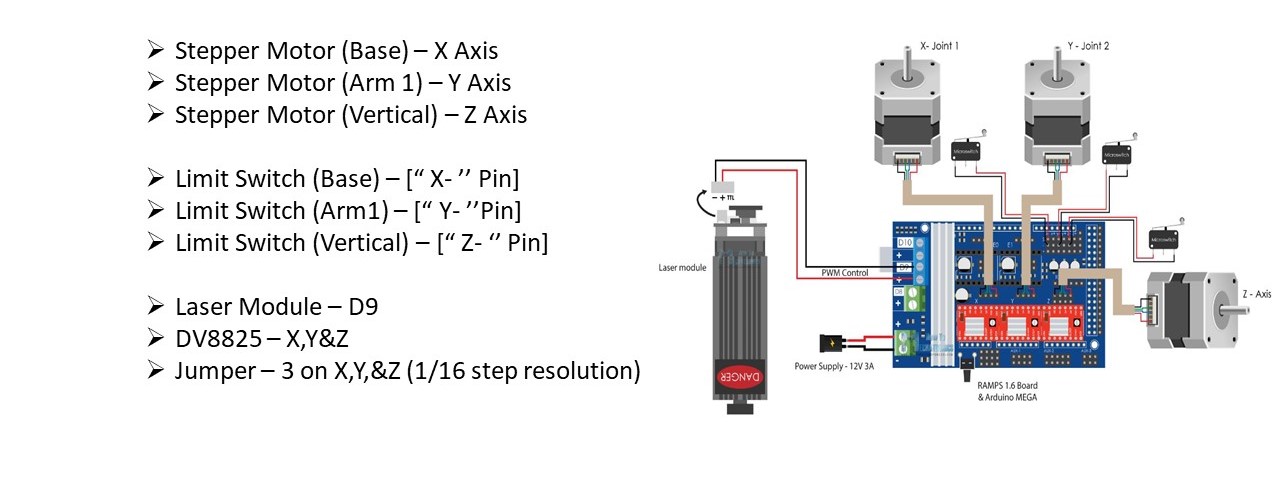 ➢ Stepper Motor (Base) – X Axis
➢ Stepper Motor (Arm 1) – Y Axis
➢ Stepper Motor (Vertical) – Z Axis
➢ Limit Switch (Base) – [“ X- ’’ Pin]
➢ Limit Switch (Arm1) – [“ Y- ’’Pin]
➢ Limit Switch (Vertical) – [“ Z- ‘’ Pin]
➢ Laser Module – D9
➢ DV8825 – X,Y&Z
➢ Jumper – 3 on X,Y,&Z (1/16 step resolution)
X- Joint 1
Y - Joint 2
Microswitch
Microswitch
Microswitch
– + TTL
Laser module
PWM Control
D10
+
D9
+
D8
+
-
E0
E1
X
Y
Z
Z - Axis
DANGER
Power Supply - 12V 3A
RAMPS 1.6 Board
& Arduino MEGA